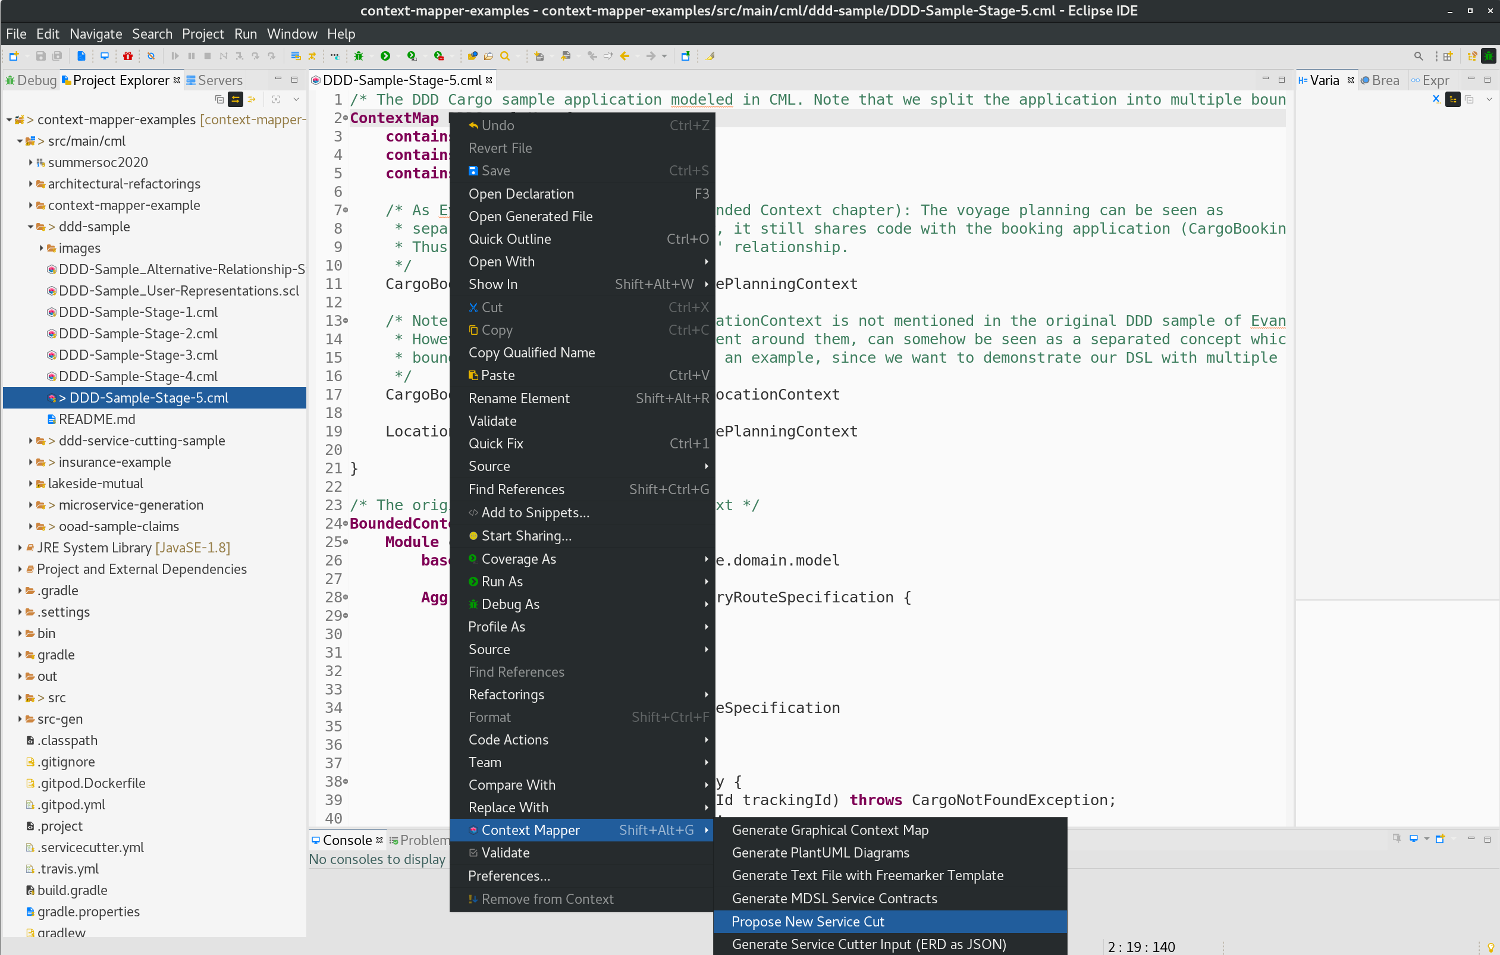 context-mapper-examples - context-mapper-examples/src/main/cml/ddd-sample/DDD-Sample-Stage-5.cml - Eclipse IDE
File Edit Navigate Search Project Run Window Help
Debug Project Explorer Servers
context-mapper-examples [context-mapper-
> src/main/cml
summersoc2020
architectural-refactorings
context-mapper-example
> ddd-sample
images
DDD-Sample_Alternative-Relationship-S
DDD-Sample_User-Representations.scl
DDD-Sample-Stage-1.cml
DDD-Sample-Stage-2.cml
DDD-Sample-Stage-3.cml
DDD-Sample-Stage-4.cml
> DDD-Sample-Stage-5.cml
README.md
> ddd-service-cutting-sample
> insurance-example
lakeside-mutual
> microservice-generation
> ooad-sample-claims
JRE System Library [JavaSE-1.8]
Project and External Dependencies
.gradle
.settings
bin
gradle
out
> src
src-gen
.classpath
.gitignore
.gitpod.Dockerfile
.gitpod.yml
.project
.servicecutter.yml
.travis.yml
build.gradle
gradle.properties
gradlew
DDD-Sample-Stage-5.cml
1 /* The DDD Cargo sample application modeled in CML. Note that we split the application into multiple boun
2 ContextMap
3 contain
4 contain
5 contain
6
7 /* As E nded Context chapter): The voyage planning can be seen as
8 * sepa , it still shares code with the booking application (CargoBookin
9 * Thus ' relationship.
10 */
11 CargoBo ePlanningContext
12
13 /* Note ationContext is not mentioned in the original DDD sample of Evan
14 * Howe ent around them, can somehow be seen as a separated concept whic
15 * boun an example, since we want to demonstrate our DSL with multiple
16 */
17 CargoBo ocationContext
18
19 Location ePlanningContext
20
21 }
22
23 /* The orig xt */
24 BoundedConte
25 Module
26 bas e.domain.model
27
28 Agg ryRouteSpecification {
29
30
31
32
33
34 eSpecification
35
36
37
38 y {
39 Id trackingId) throws CargoNotFoundException;
40
Undo Ctrl+Z
Revert File
Save Ctrl+S
Open Declaration F3
Open Generated File
Quick Outline Ctrl+O
Open With
Show In Shift+Alt+W
Cut Ctrl+X
Copy Ctrl+C
Copy Qualified Name
Paste Ctrl+V
Rename Element Shift+Alt+R
Validate
Quick Fix Ctrl+1
Source
Find References Shift+Ctrl+G
Add to Snippets...
Start Sharing...
Coverage As
Run As
Debug As
Profile As
Source
Find References
Refactorings
Format Shift+Ctrl+F
Code Actions
Team
Compare With
Replace With
Context Mapper Shift+Alt+G
Validate
Preferences...
Remove from Context
Generate Graphical Context Map
Generate PlantUML Diagrams
Generate Text File with Freemarker Template
Generate MDSL Service Contracts
Propose New Service Cut
Generate Service Cutter Input (ERD as JSON)
Varia Brea Expr
Console Problem
No consoles to display
2 : 19 : 140